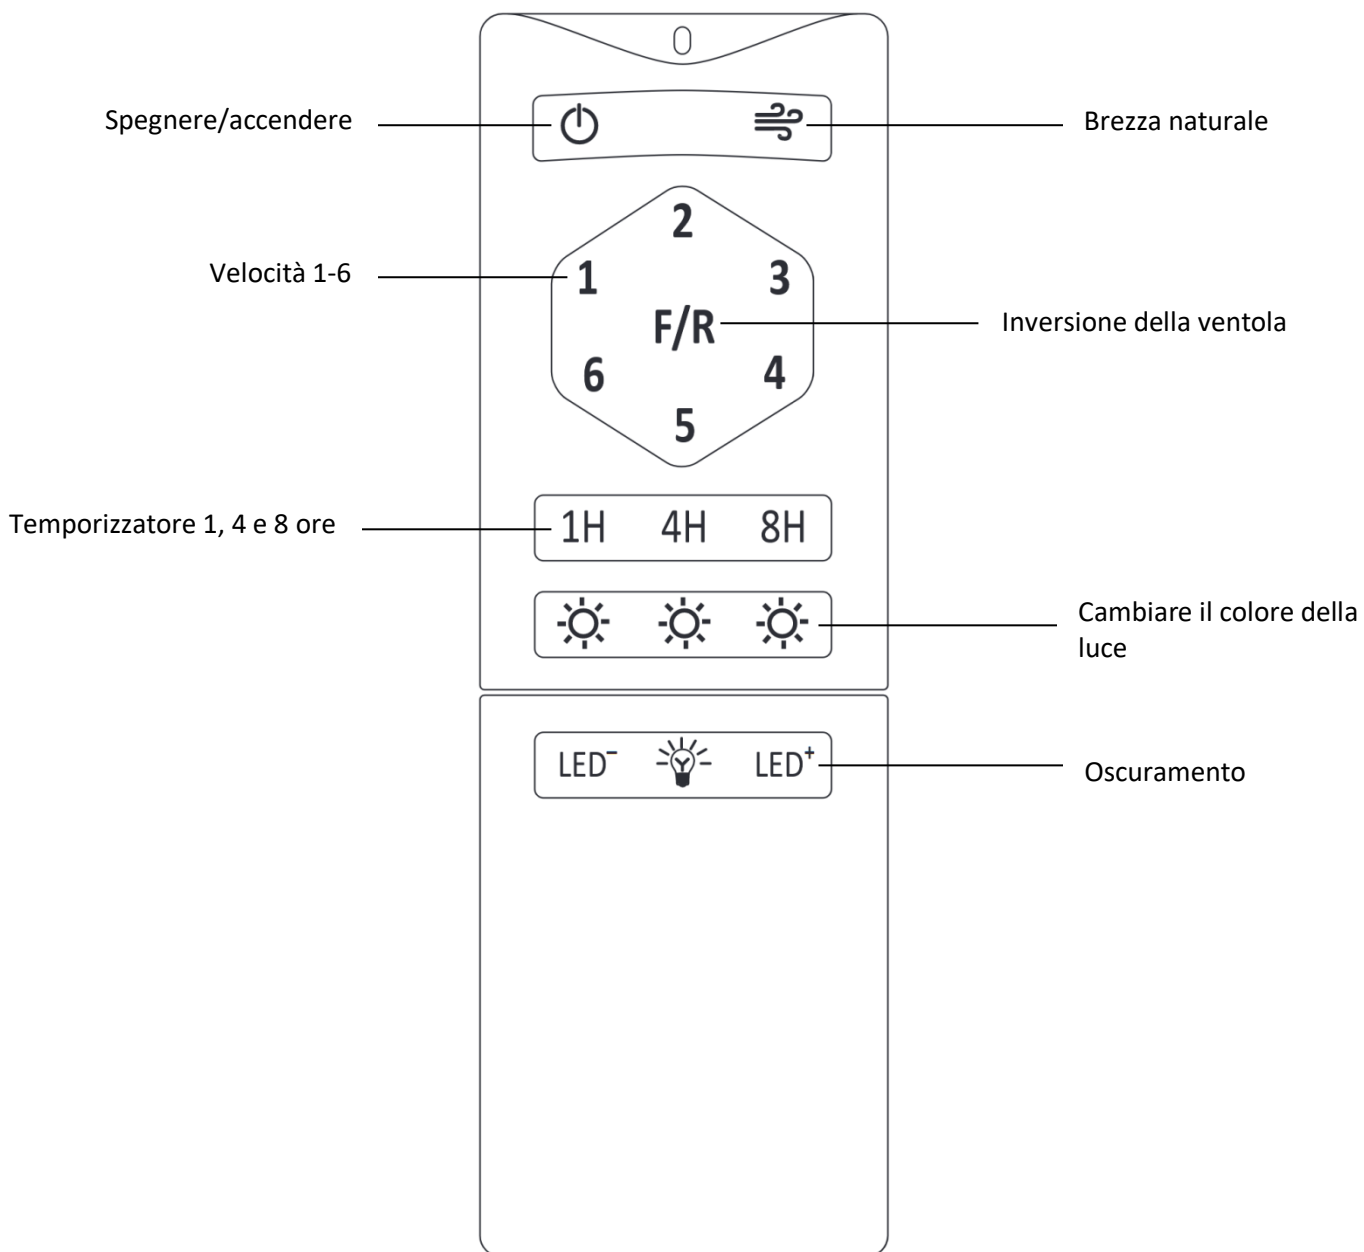 Spegnere/accendere
Brezza naturale
2
Velocità 1-6
1
3
F/R
Inversione della ventola
6
4
5
Temporizzatore 1, 4 e 8 ore
1H 4H 8H
Cambiare il colore della
luce
LED- LED+
Oscuramento